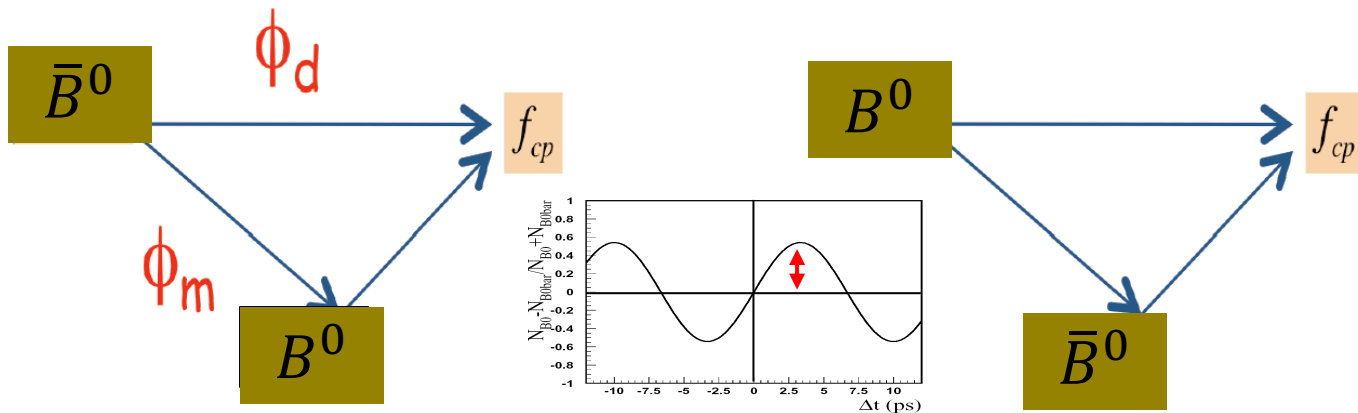 ϕd
B̄⁰
f_cp
ϕm
B⁰
N_B0-N_B0bar/N_B0+N_B0bar
1
0.8
0.6
0.4
0.2
0
-0.2
-0.4
-0.6
-0.8
-1
-10 -7.5 -5 -2.5 0 2.5 5 7.5 10
Δt (ps)
B⁰
f_cp
B̄⁰